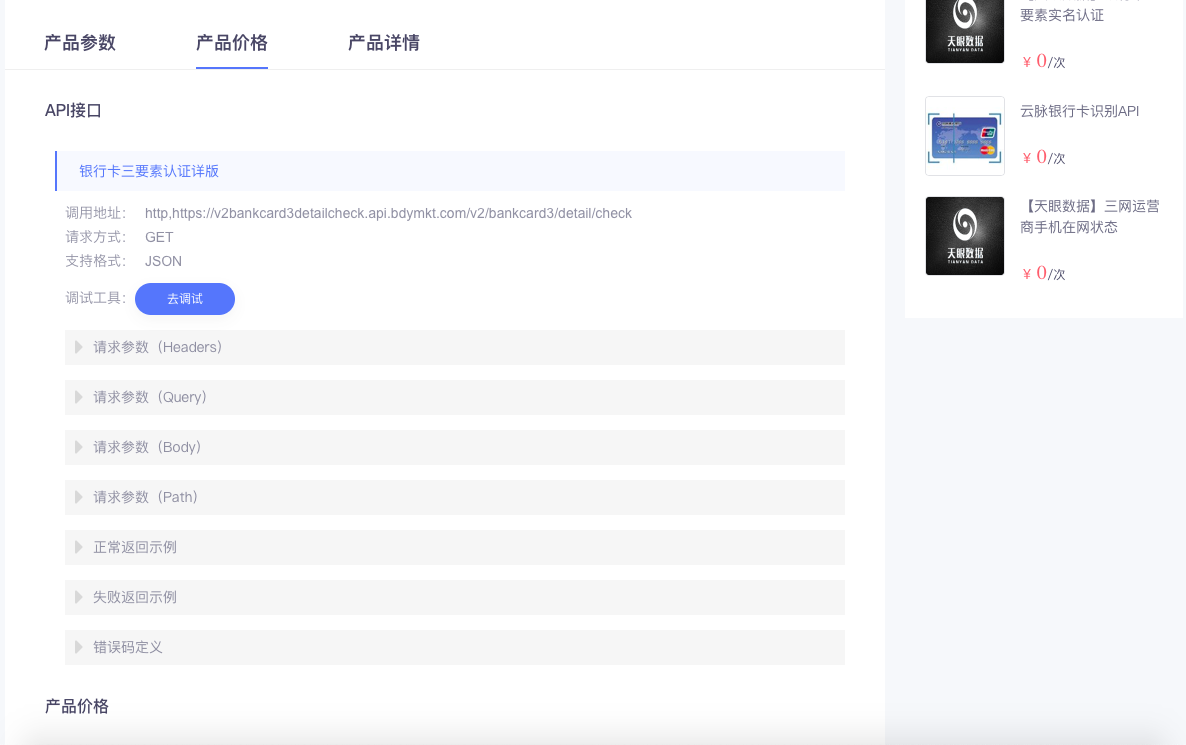 产品参数
产品价格
产品详情
API接口
银行卡三要素认证详版
调用地址： http,https://v2bankcard3detailcheck.api.bdymkt.com/v2/bankcard3/detail/check
请求方式： GET
支持格式： JSON
调试工具： 去调试
请求参数（Headers）
请求参数（Query）
请求参数（Body）
请求参数（Path）
正常返回示例
失败返回示例
错误码定义
产品价格
天眼数据
TIANYAN DATA
要素实名认证
¥ 0/次
云脉银行卡识别API
¥ 0/次
天眼数据
TIANYAN DATA
【天眼数据】三网运营
商手机在网状态
¥ 0/次